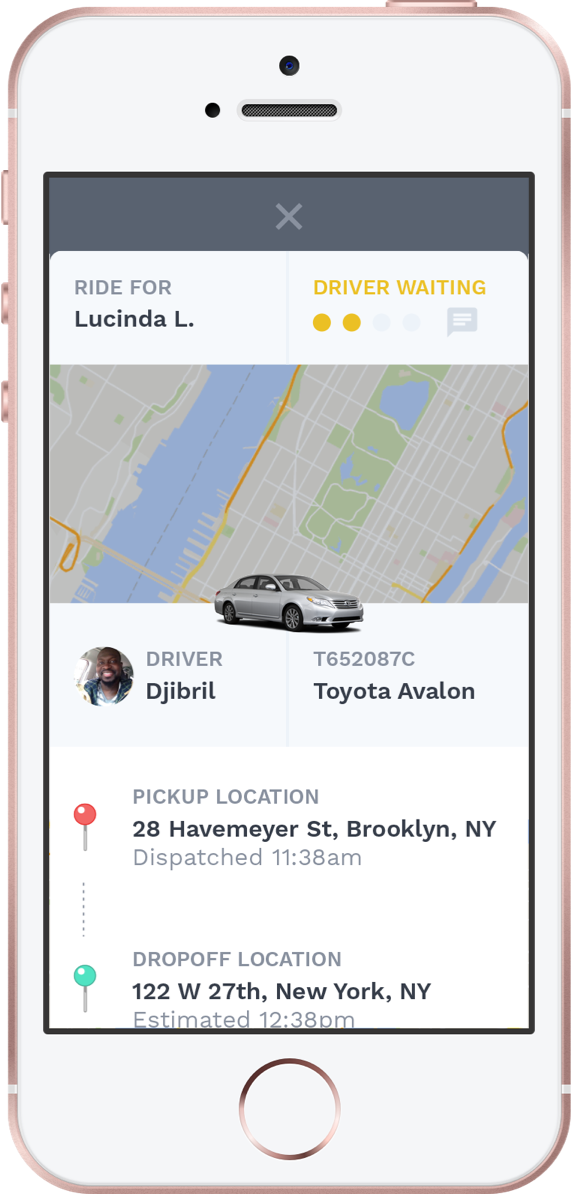 RIDE FOR
Lucinda L.
DRIVER WAITING
DRIVER
Djibril
T652087C
Toyota Avalon
PICKUP LOCATION
28 Havemeyer St, Brooklyn, NY
Dispatched 11:38am
DROPOFF LOCATION
122 W 27th, New York, NY
Estimated 12:38pm